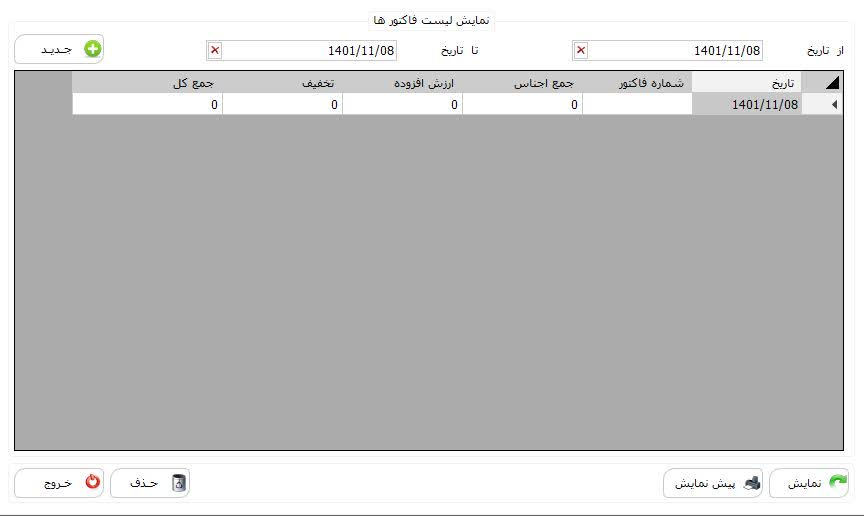 نمایش لیست فاکتور ها
از تاریخ 1401/11/08 تا تاریخ 1401/11/08 جدید
تاریخ شماره فاکتور جمع اجناس ارزش افزوده تخفیف جمع کل
1401/11/08 0 0 0 0
نمایش پیش نمایش حذف خروج